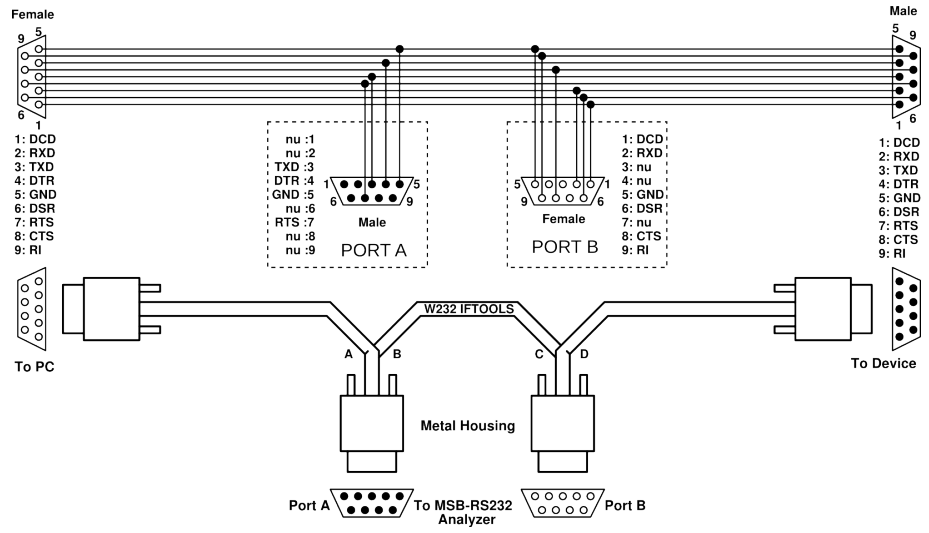 Female
Male
9 5
5 9
6 1
1 6
1: DCD
2: RXD
3: TXD
4: DTR
5: GND
6: DSR
7: RTS
8: CTS
9: RI
nu :1
nu :2
TXD :3
DTR :4
GND :5
nu :6
RTS :7
nu :8
nu :9
1 5
6 9
Male
PORT A
5 1
9 6
Female
PORT B
1: DCD
2: RXD
3: nu
4: nu
5: GND
6: DSR
7: nu
8: CTS
9: RI
1: DCD
2: RXD
3: TXD
4: DTR
5: GND
6: DSR
7: RTS
8: CTS
9: RI
W232 IFTOOLS
A B
C D
To PC
To Device
Metal Housing
Port A
To MSB-RS232
Analyzer
Port B